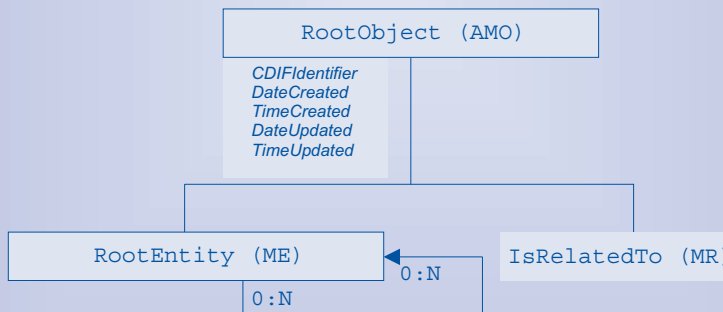 RootObject (AMO)
CDIFIdentifier
DateCreated
TimeCreated
DateUpdated
TimeUpdated
RootEntity (ME)
0:N
IsRelatedTo (MR)
0:N